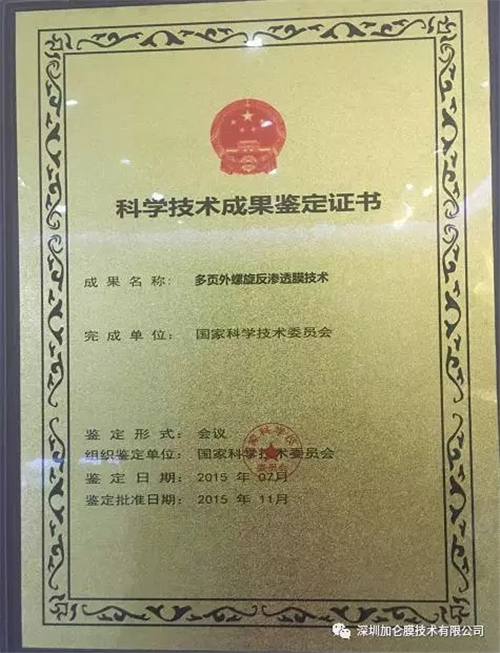 科学技术成果鉴定证书
成果名称：多页外螺旋反渗透膜技术
完成单位：国家科学技术委员会
鉴定形式：会议
组织鉴定单位：国家科学技术委员会
鉴定日期：2015 年 07月
鉴定批准日期：2015 年 11月
深圳加仑膜技术有限公司